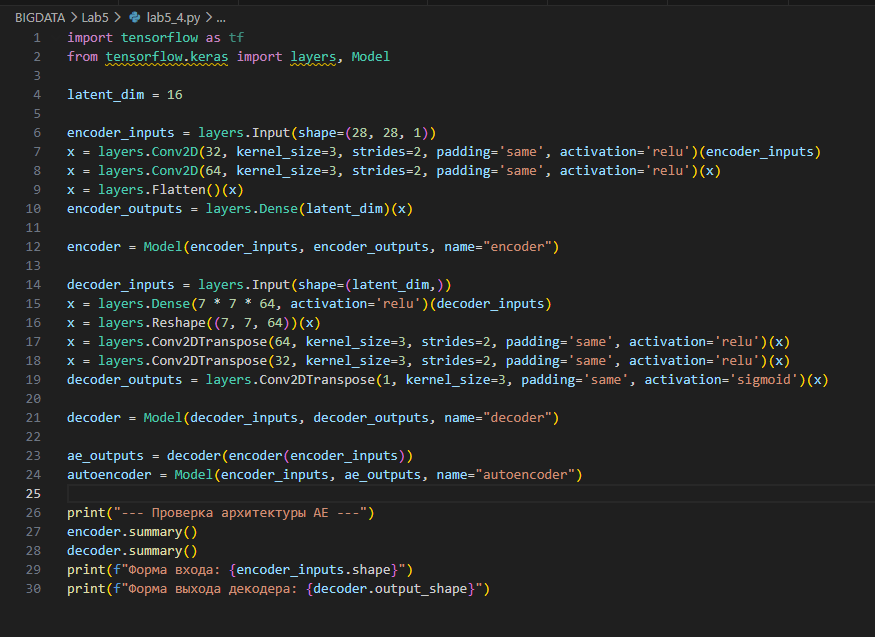 BIGDATA > Lab5 > lab5_4.py > ...
1 import tensorflow as tf
2 from tensorflow.keras import layers, Model
3
4 latent_dim = 16
5
6 encoder_inputs = layers.Input(shape=(28, 28, 1))
7 x = layers.Conv2D(32, kernel_size=3, strides=2, padding='same', activation='relu')(encoder_inputs)
8 x = layers.Conv2D(64, kernel_size=3, strides=2, padding='same', activation='relu')(x)
9 x = layers.Flatten()(x)
10 encoder_outputs = layers.Dense(latent_dim)(x)
11
12 encoder = Model(encoder_inputs, encoder_outputs, name="encoder")
13
14 decoder_inputs = layers.Input(shape=(latent_dim,))
15 x = layers.Dense(7 * 7 * 64, activation='relu')(decoder_inputs)
16 x = layers.Reshape((7, 7, 64))(x)
17 x = layers.Conv2DTranspose(64, kernel_size=3, strides=2, padding='same', activation='relu')(x)
18 x = layers.Conv2DTranspose(32, kernel_size=3, strides=2, padding='same', activation='relu')(x)
19 decoder_outputs = layers.Conv2DTranspose(1, kernel_size=3, padding='same', activation='sigmoid')(x)
20
21 decoder = Model(decoder_inputs, decoder_outputs, name="decoder")
22
23 ae_outputs = decoder(encoder(encoder_inputs))
24 autoencoder = Model(encoder_inputs, ae_outputs, name="autoencoder")
25
26 print("--- Проверка архитектуры AE ---")
27 encoder.summary()
28 decoder.summary()
29 print(f"Форма входа: {encoder_inputs.shape}")
30 print(f"Форма выхода декодера: {decoder.output_shape}")